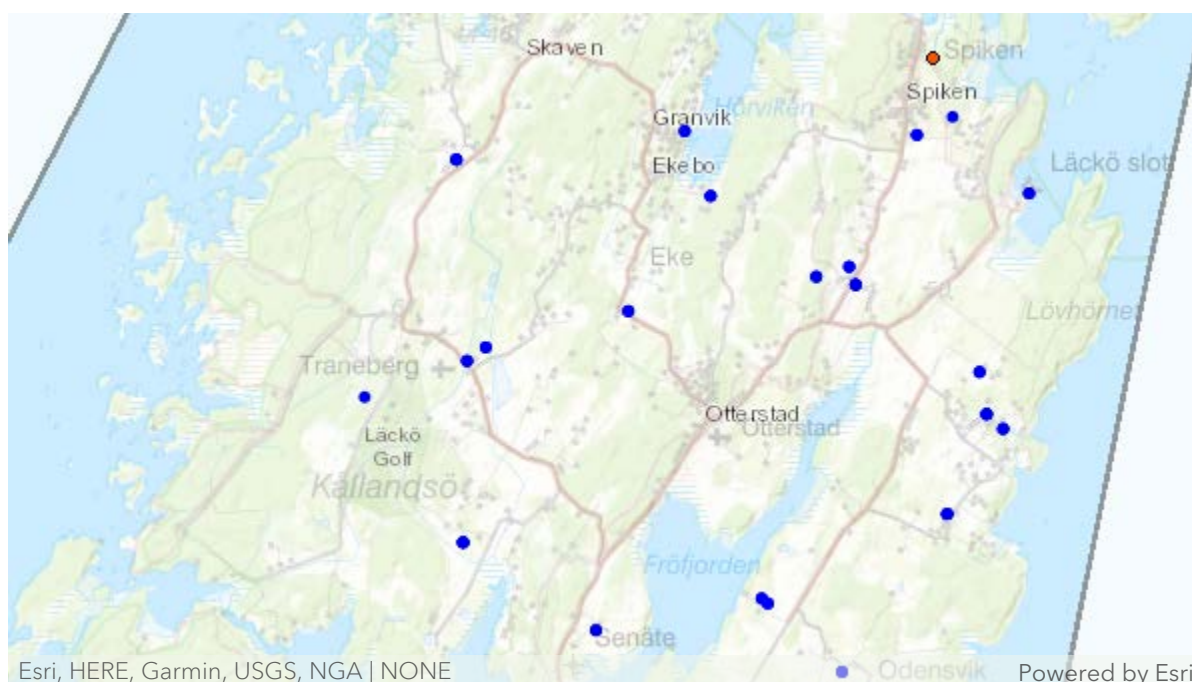 Skaven
Spiken
Spiken
Granvik
Hörviken
Ekebo
Läckö slott
Eke
Lövhörnet
Traneberg
Otterstad
Otterstad
Läckö
Golf
Kållandsö
Fröfjorden
Senäte
Odensvik
Esri, HERE, Garmin, USGS, NGA | NONE
Powered by Esri